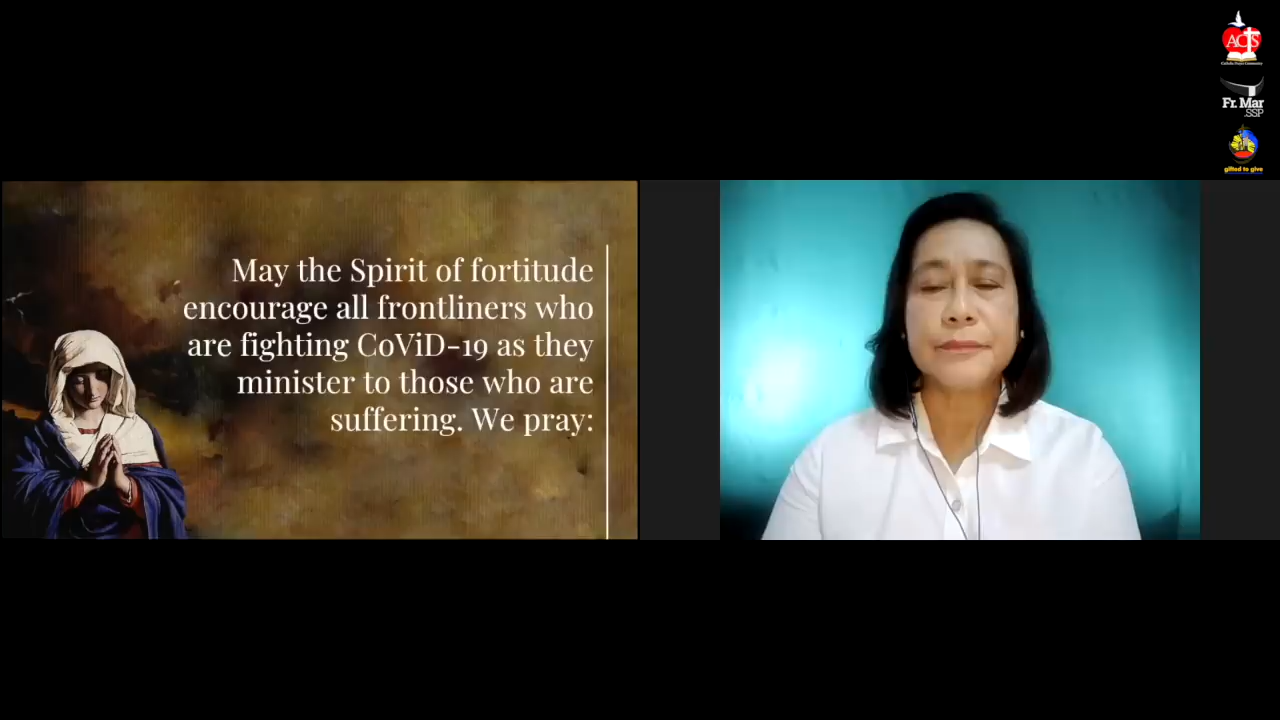 May the Spirit of fortitude
encourage all frontliners who
are fighting CoViD-19 as they
minister to those who are
suffering. We pray:
ACTS
Fr. Mar
.SSP
gifted to give